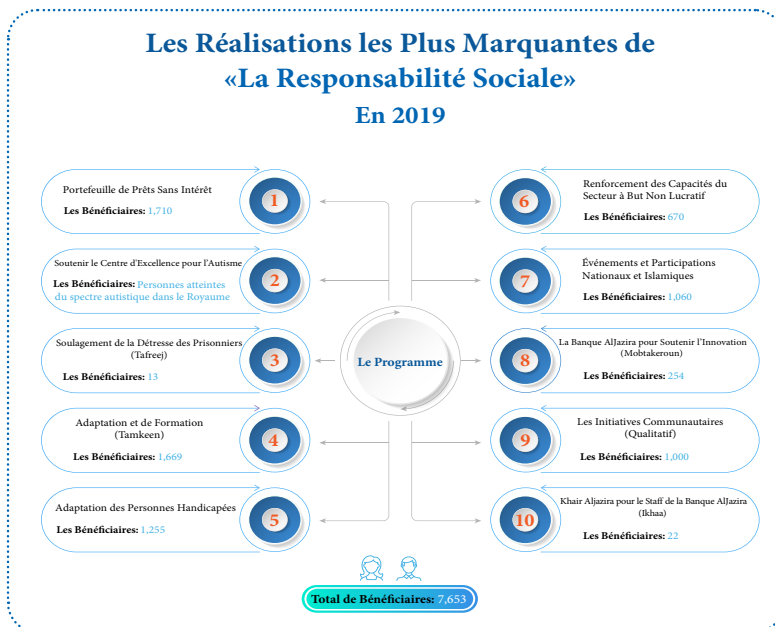 Les Réalisations les Plus Marquantes de
«La Responsabilité Sociale»
En 2019
1
Portefeuille de Prêts Sans Intérêt
Les Bénéficiaires: 1,710
2
Soutenir le Centre d'Excellence pour l'Autisme
Les Bénéficiaires: Personnes atteintes
du spectre autistique dans le Royaume
3
Soulagement de la Détresse des Prisonniers
(Tafreej)
Les Bénéficiaires: 13
4
Adaptation et de Formation
(Tamkeen)
Les Bénéficiaires: 1,669
5
Adaptation des Personnes Handicapées
Les Bénéficiaires: 1,255
Le Programme
6
Renforcement des Capacités du
Secteur à But Non Lucratif
Les Bénéficiaires: 670
7
Événements et Participations
Nationaux et Islamiques
Les Bénéficiaires: 1,060
8
La Banque AlJazira pour Soutenir l'Innovation
(Mobtakeroun)
Les Bénéficiaires: 254
9
Les Initiatives Communautaires
(Qualitatif)
Les Bénéficiaires: 1,000
10
Khair Aljazira pour le Staff de la Banque AlJazira
(Ikhaa)
Les Bénéficiaires: 22
Total de Bénéficiaires: 7,653